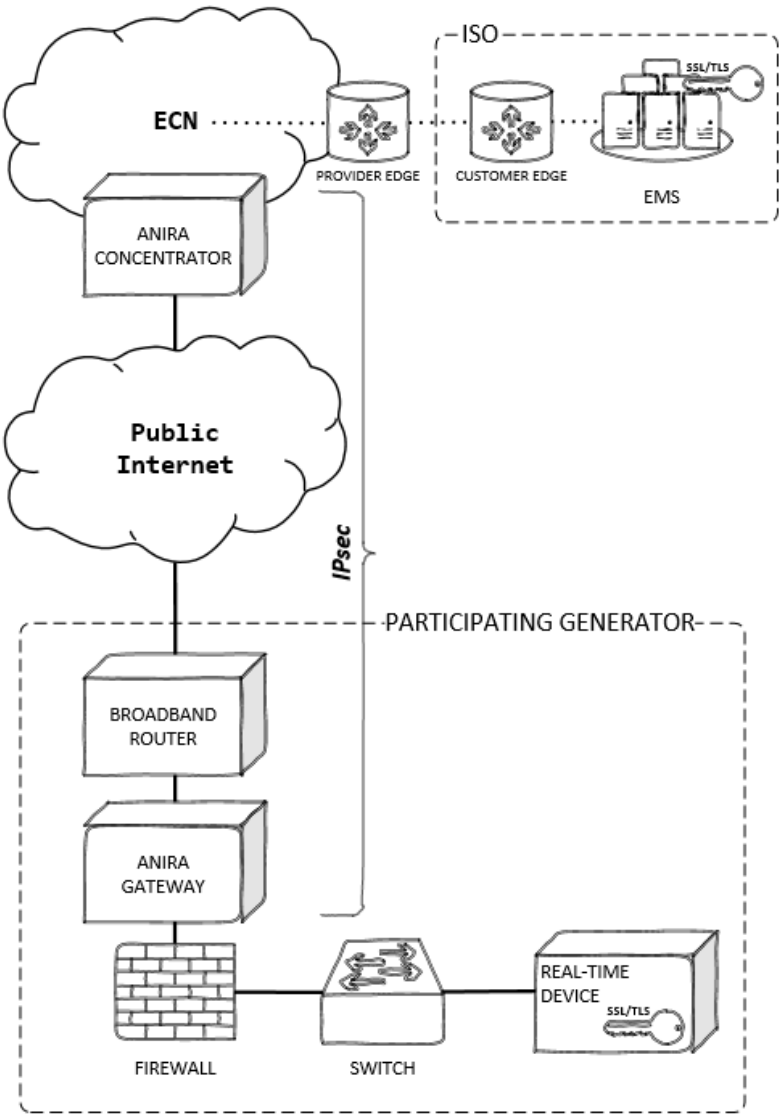 ISO
SSL/TLS
ECN
PROVIDER EDGE
CUSTOMER EDGE
EMS
ANIRA
CONCENTRATOR
Public
Internet
IPsec
PARTICIPATING GENERATOR
BROADBAND
ROUTER
ANIRA
GATEWAY
REAL-TIME
DEVICE
SSL/TLS
FIREWALL
SWITCH